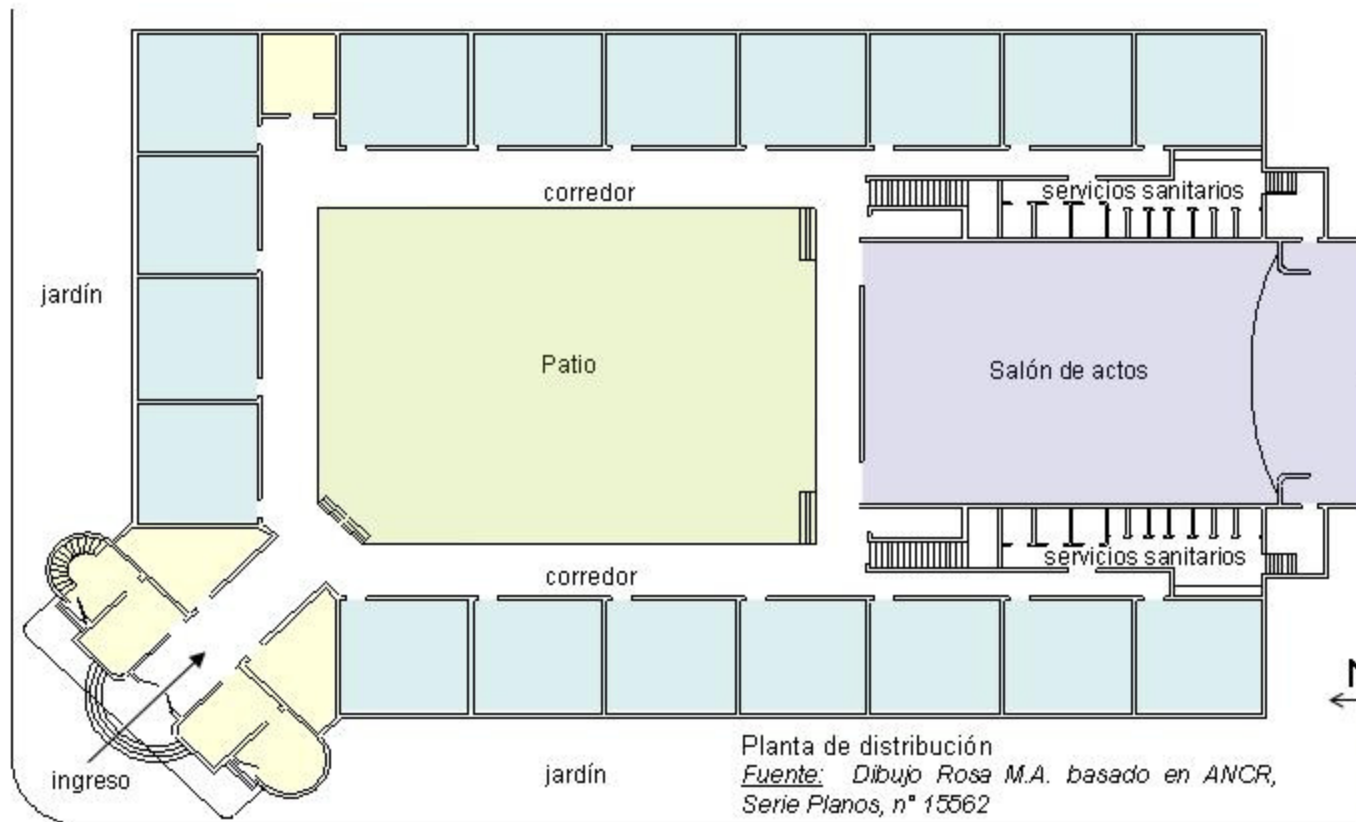 corredor
servicios sanitarios
jardín
Patio
Salón de actos
servicios sanitarios
corredor
ingreso
jardín
Planta de distribución
Fuente: Dibujo Rosa M.A. basado en ANCR,
Serie Planos, n° 15562